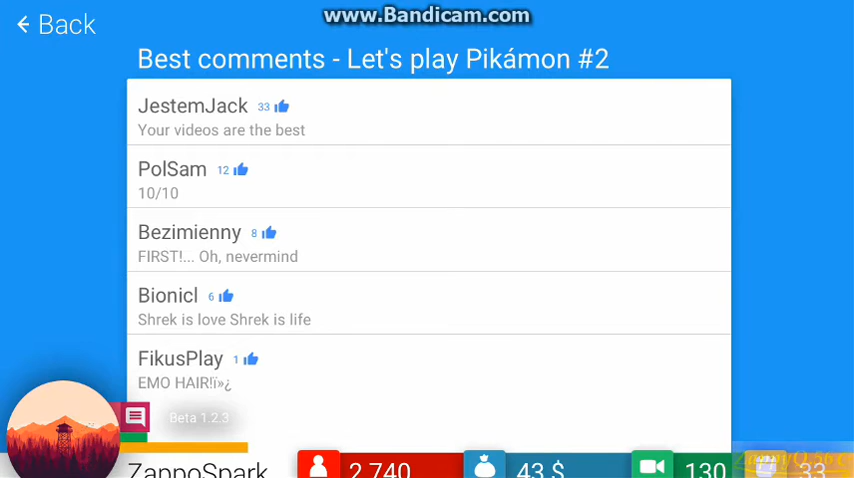 www.Bandicam.com
Back
Best comments - Let's play Pikámon #2
JestemJack 33
Your videos are the best
PolSam 12
10/10
Bezimienny 8
FIRST!... Oh, nevermind
Bionicl 6
Shrek is love Shrek is life
FikusPlay 1
EMO HAIR!ï»¿
Beta 1.2.3
ZappoSpark 2 740 43 $ 130 33